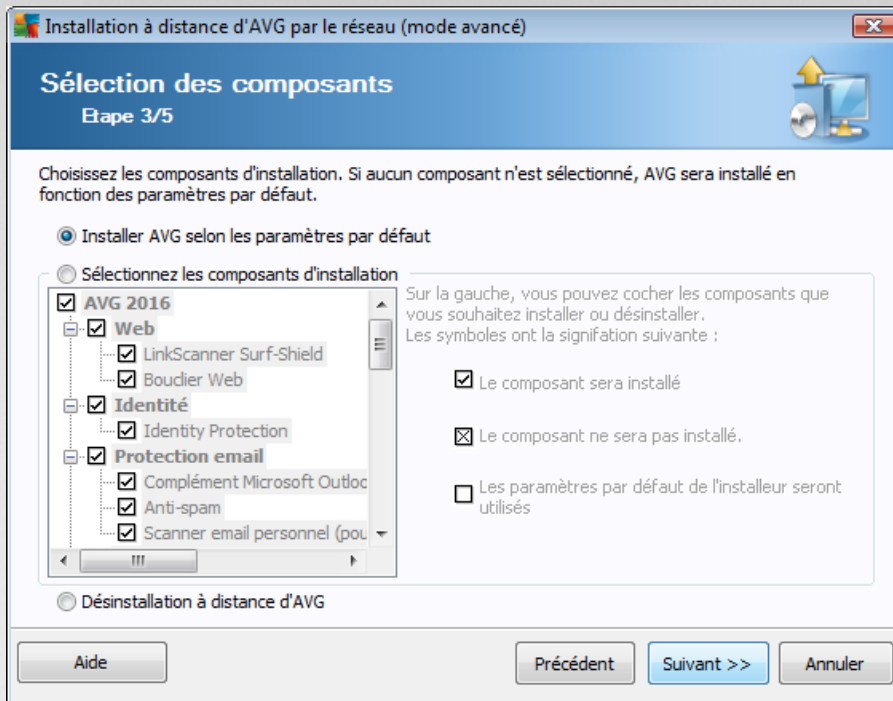 Installation à distance d'AVG par le réseau (mode avancé)
Sélection des composants
Etape 3/5
Choisissez les composants d'installation. Si aucun composant n'est sélectionné, AVG sera installé en
fonction des paramètres par défaut.
Installer AVG selon les paramètres par défaut
Sélectionnez les composants d'installation
AVG 2016
Web
LinkScanner Surf-Shield
Bouclier Web
Identité
Identity Protection
Protection email
Complément Microsoft Outloo
Anti-spam
Scanner email personnel (pou
Sur la gauche, vous pouvez cocher les composants que
vous souhaitez installer ou désinstaller.
Les symboles ont la signifation suivante :
Le composant sera installé
Le composant ne sera pas installé.
Les paramètres par défaut de l'installeur seront
utilisés
Désinstallation à distance d'AVG
Aide
Précédent
Suivant >>
Annuler